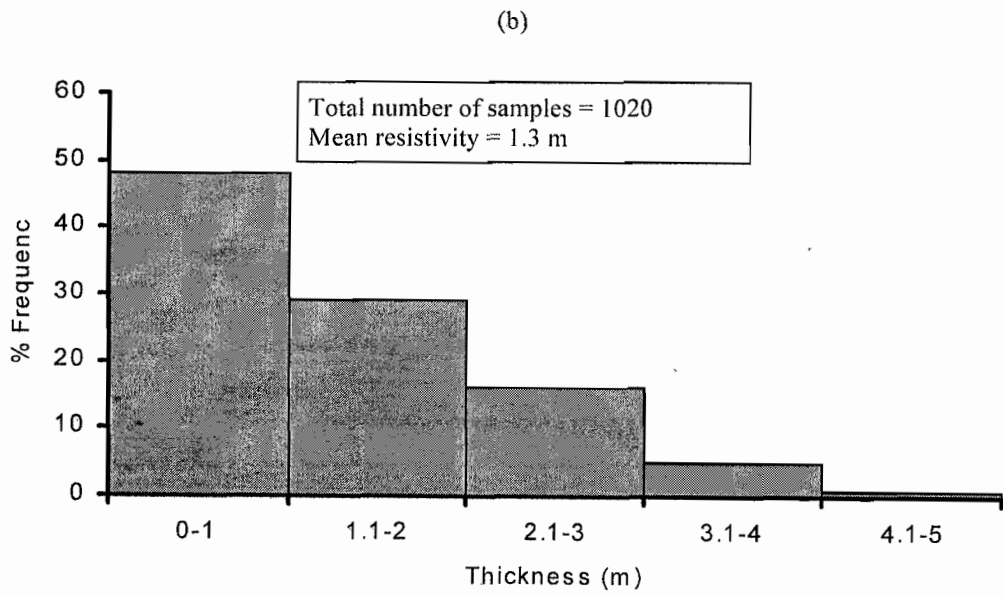 (b)
Total number of samples = 1020
Mean resistivity = 1.3 m
60
50
40
30
20
10
0
% Frequenc
0-1 1.1-2 2.1-3 3.1-4 4.1-5
Thickness (m)